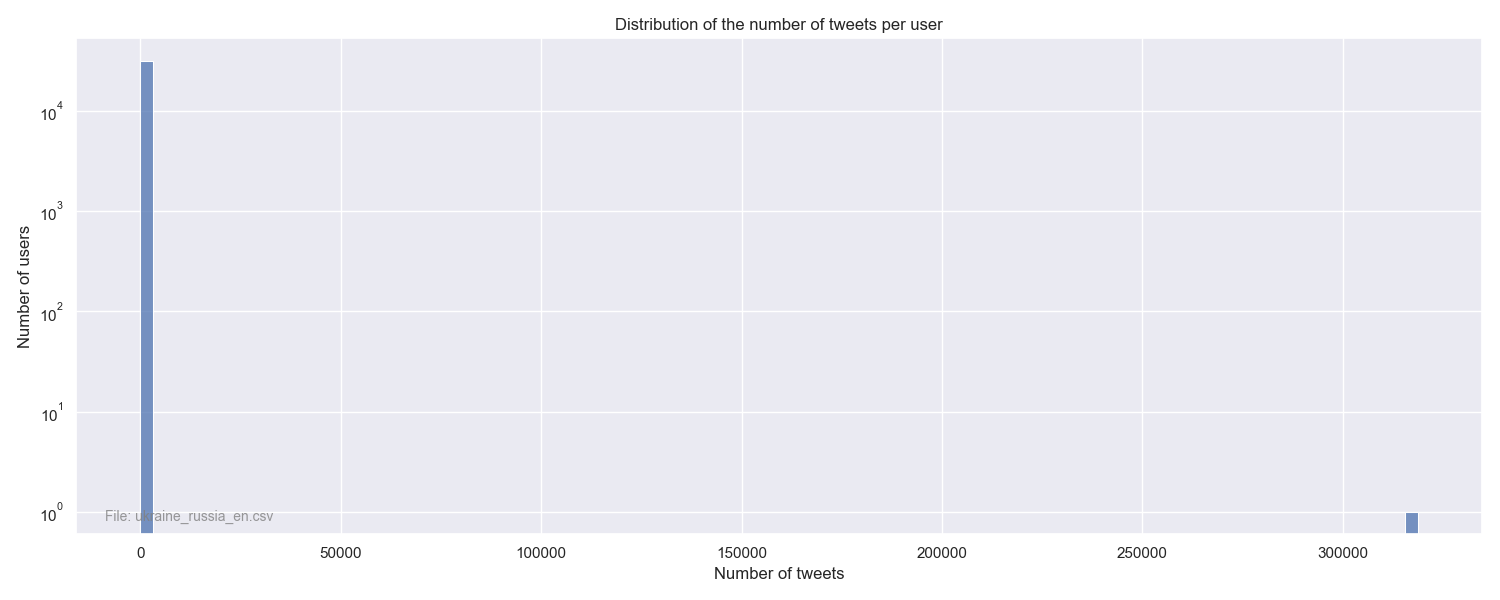 Distribution of the number of tweets per user
Number of users
10^4
10^3
10^2
10^1
10^0
File: ukraine_russia_en.csv
0 50000 100000 150000 200000 250000 300000
Number of tweets